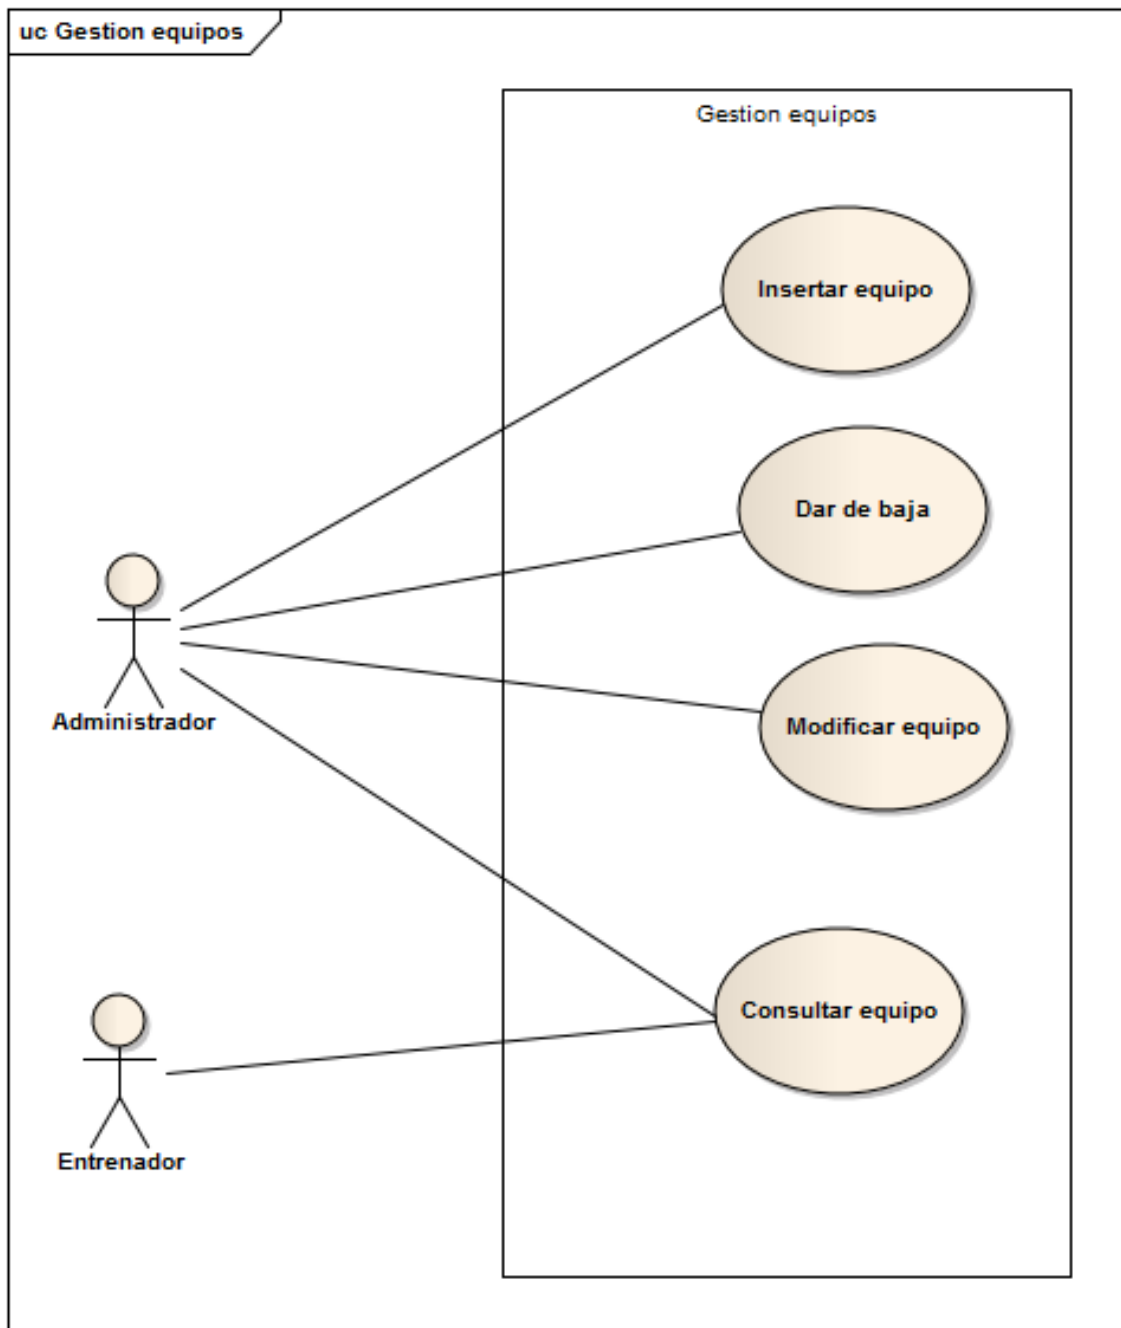 uc Gestion equipos
Gestion equipos
Insertar equipo
Dar de baja
Modificar equipo
Administrador
Consultar equipo
Entrenador